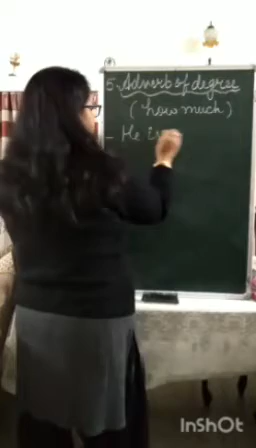 5. Adverb of degree
(how much)
- He is
InShOt